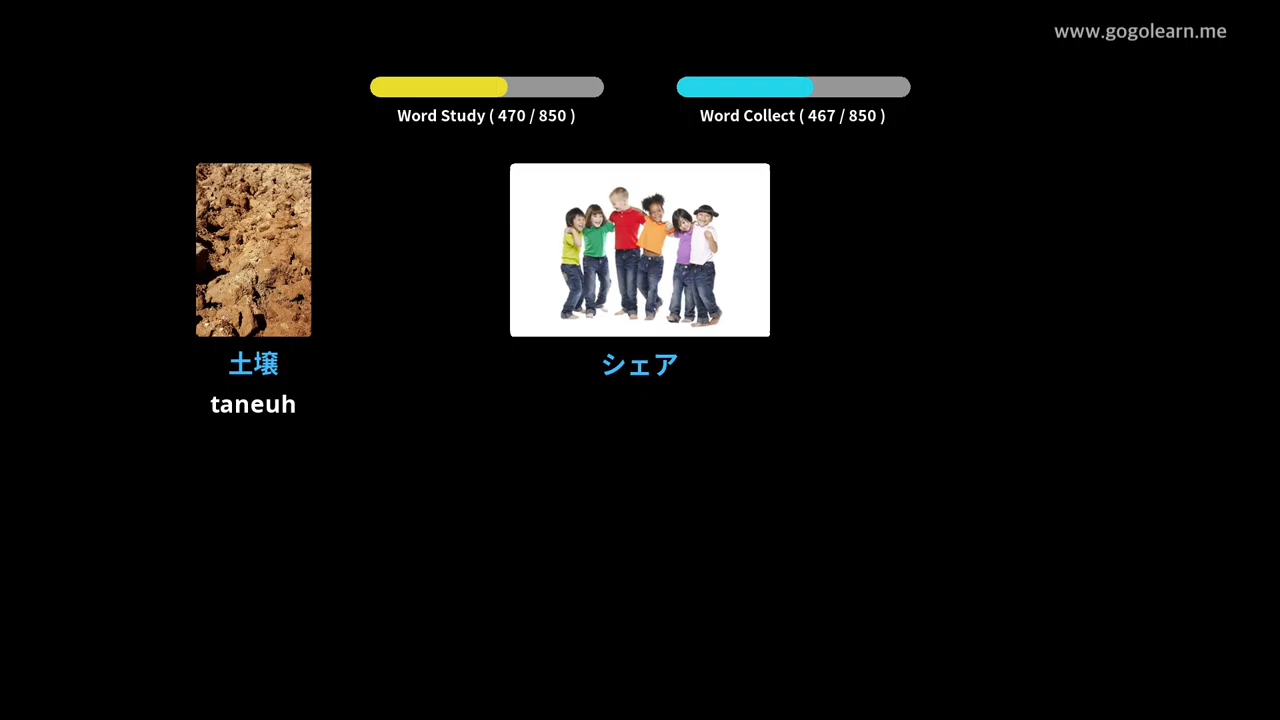 www.gogolearn.me
Word Study ( 470 / 850 )
Word Collect ( 467 / 850 )
土壌
シェア
taneuh